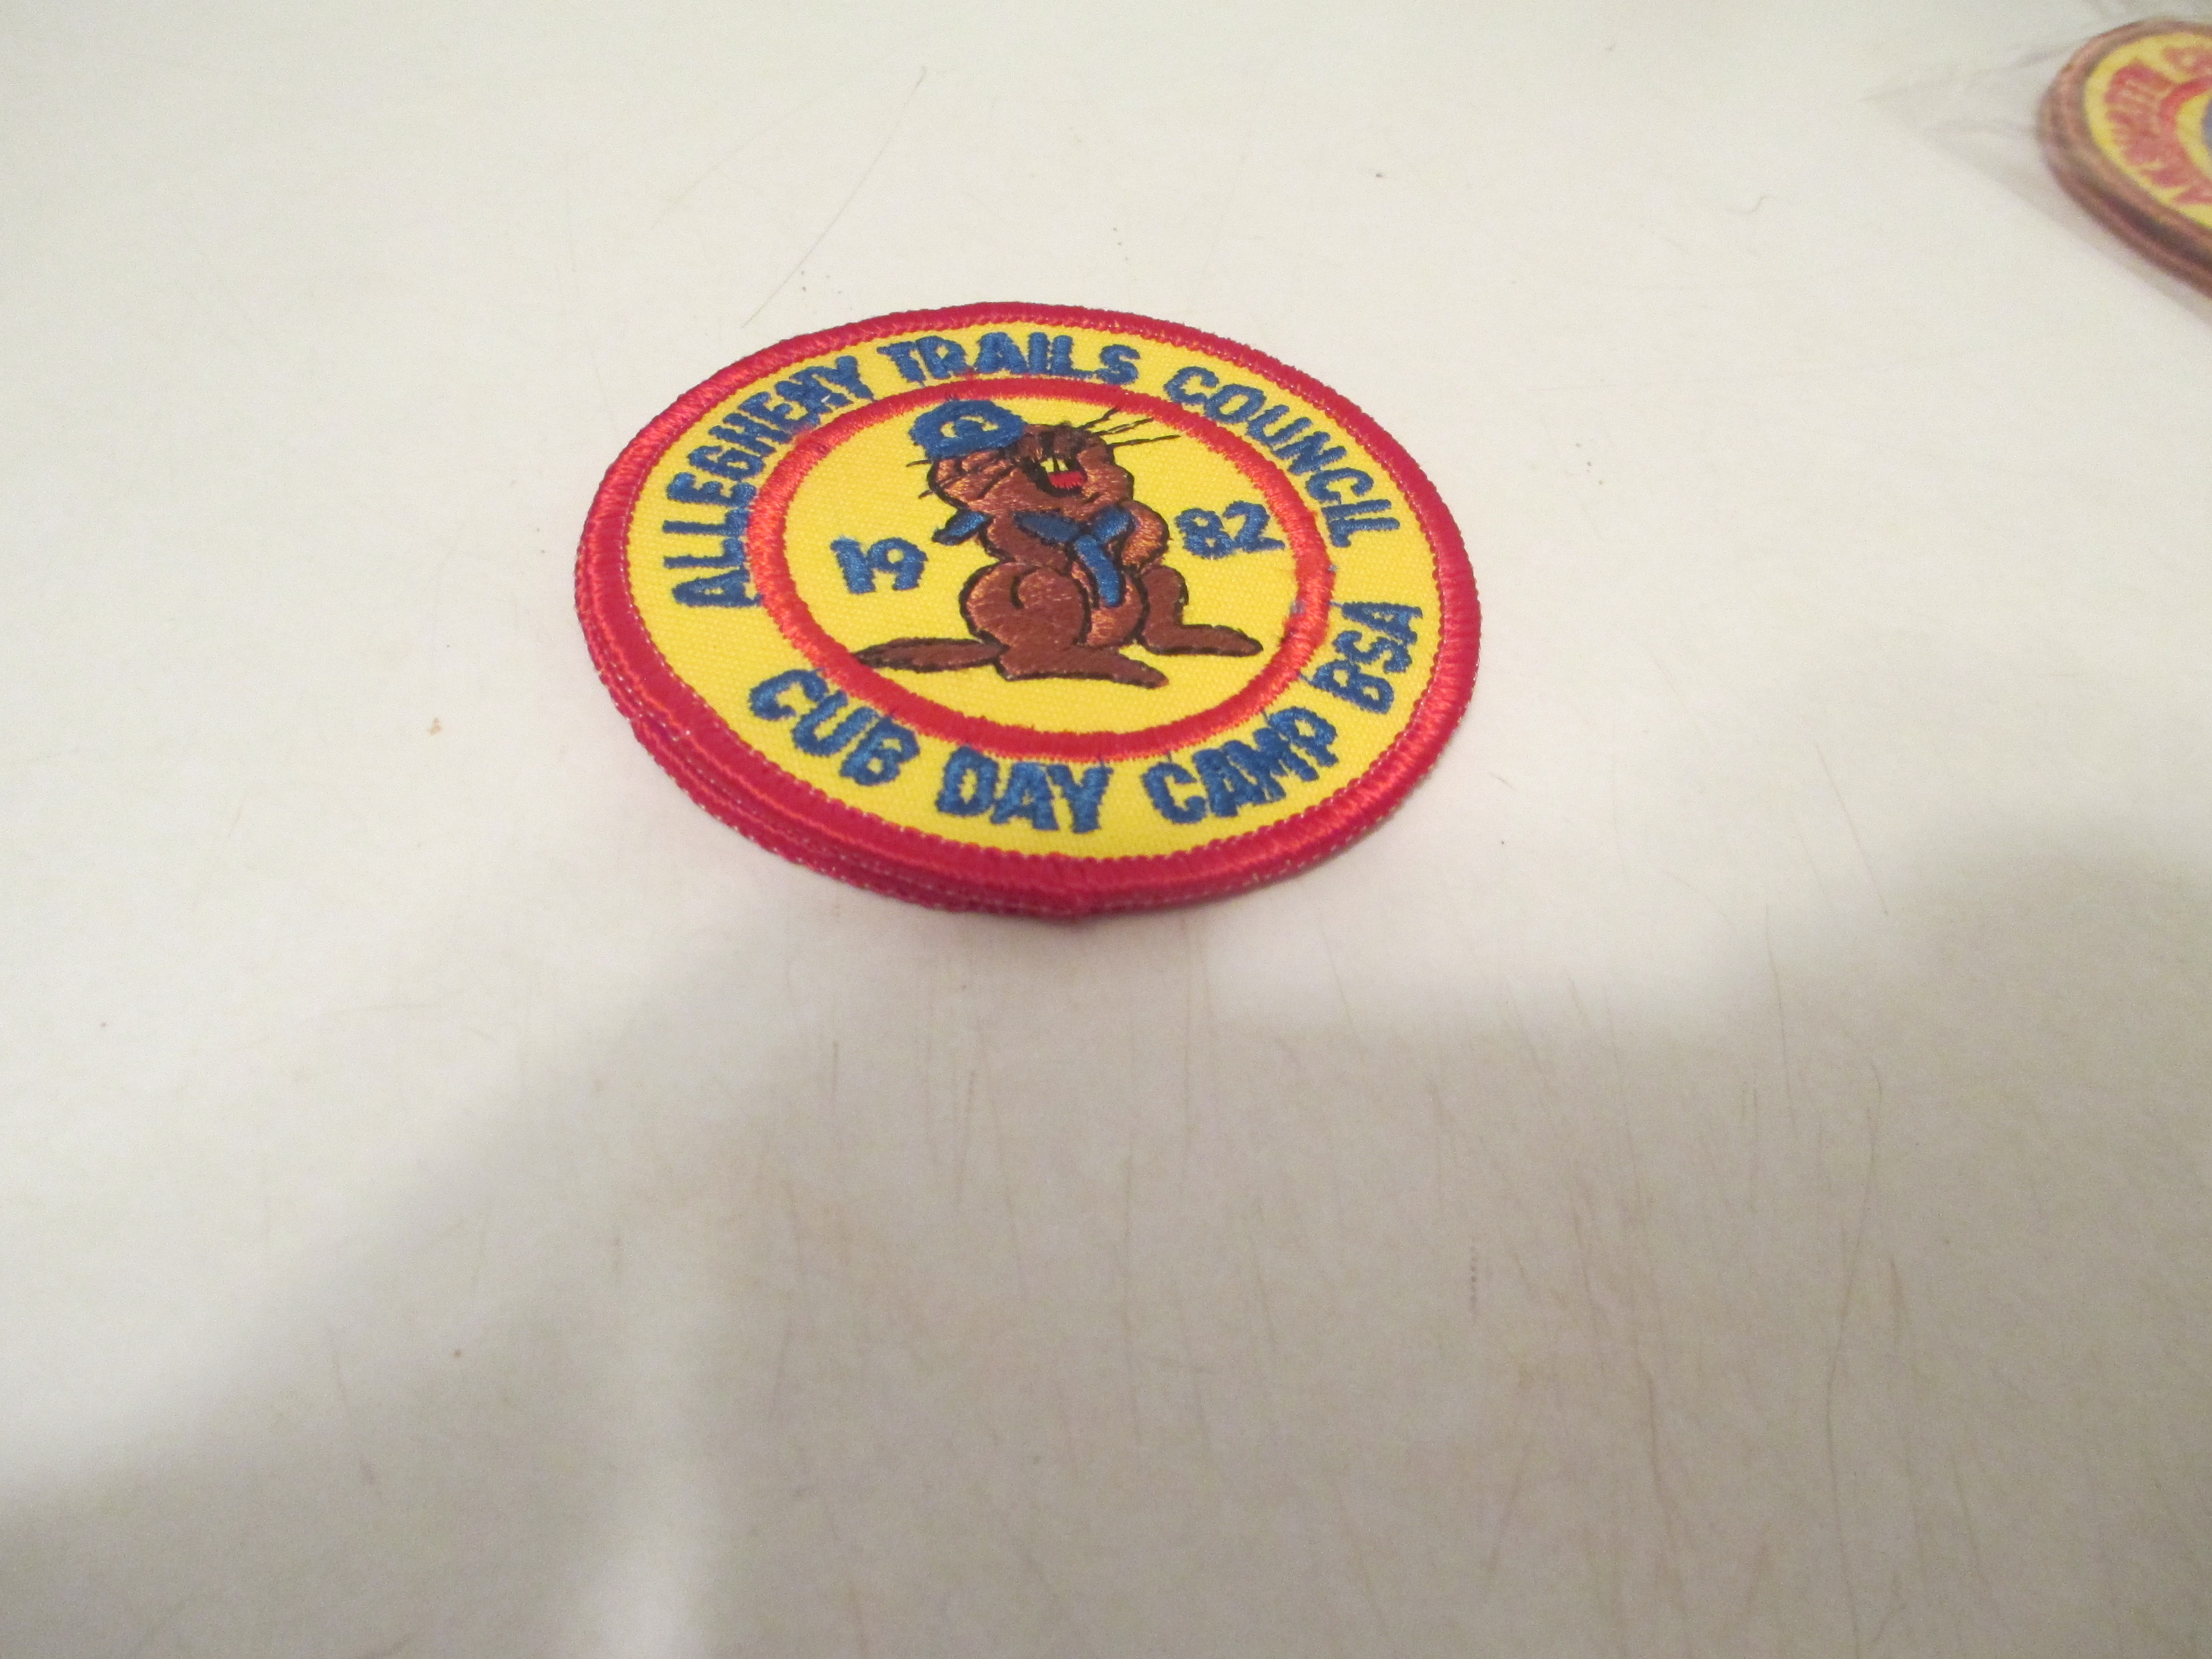 ALLEGHENY TRAILS COUNCIL
19 82
CUB DAY CAMP BSA